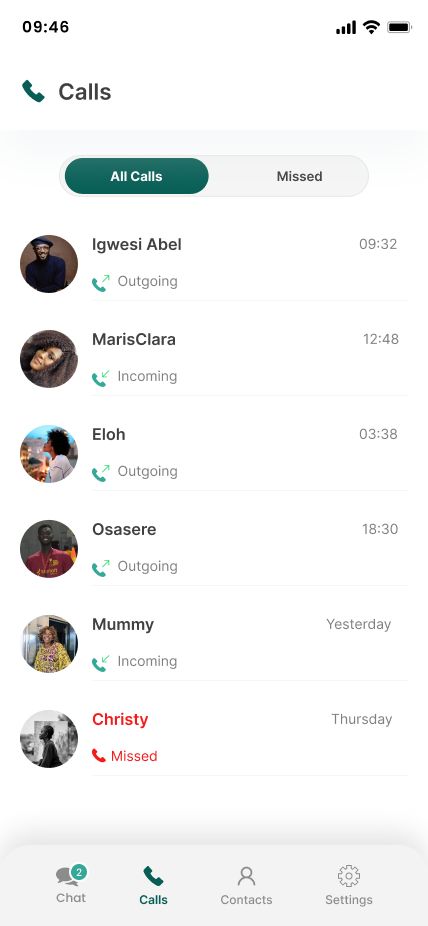 09:46
Calls
All Calls Missed
Igwesi Abel 09:32
Outgoing
MarisClara 12:48
Incoming
Eloh 03:38
Outgoing
Osasere 18:30
Outgoing
Mummy Yesterday
Incoming
Christy Thursday
Missed
2
Chat Calls Contacts Settings